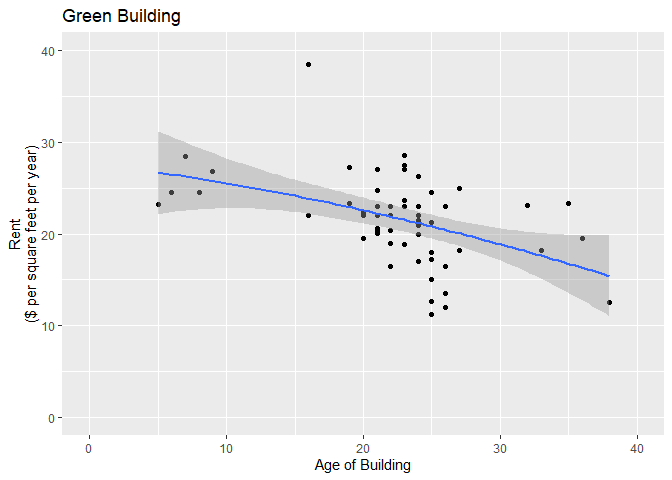 Green Building
40
30
20
10
0
Rent
($ per square feet per year)
0 10 20 30 40
Age of Building